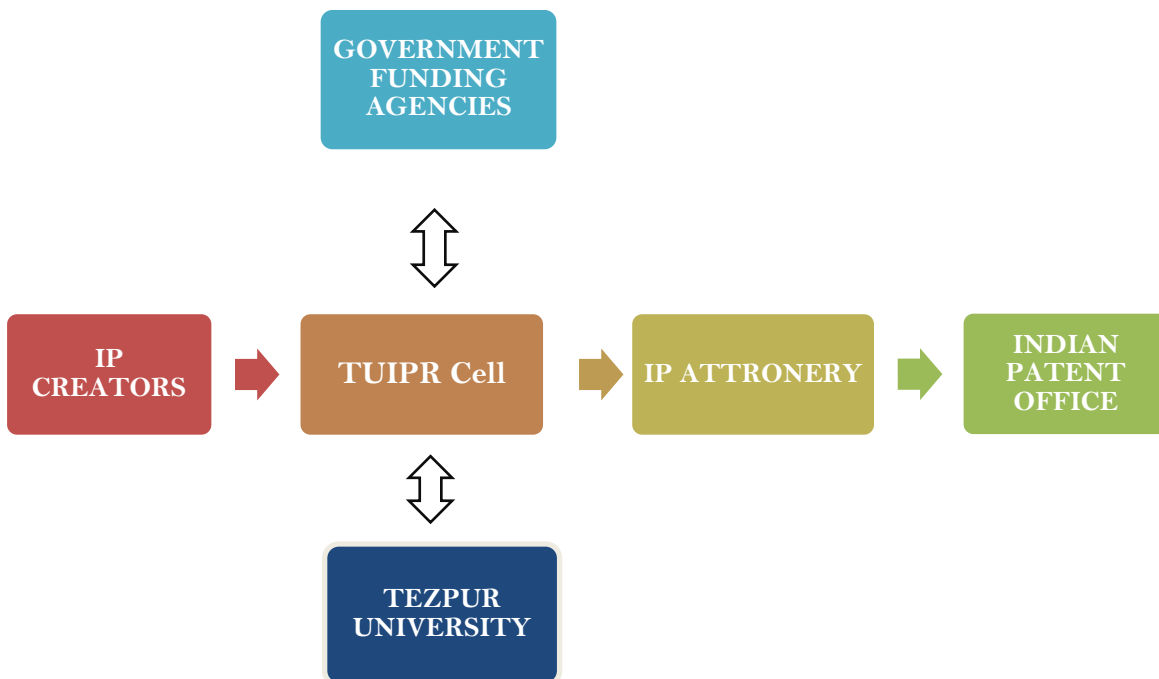 GOVERNMENT
FUNDING
AGENCIES
IP
CREATORS
TUIPR Cell
IP ATTRONERY
INDIAN
PATENT
OFFICE
TEZPUR
UNIVERSITY